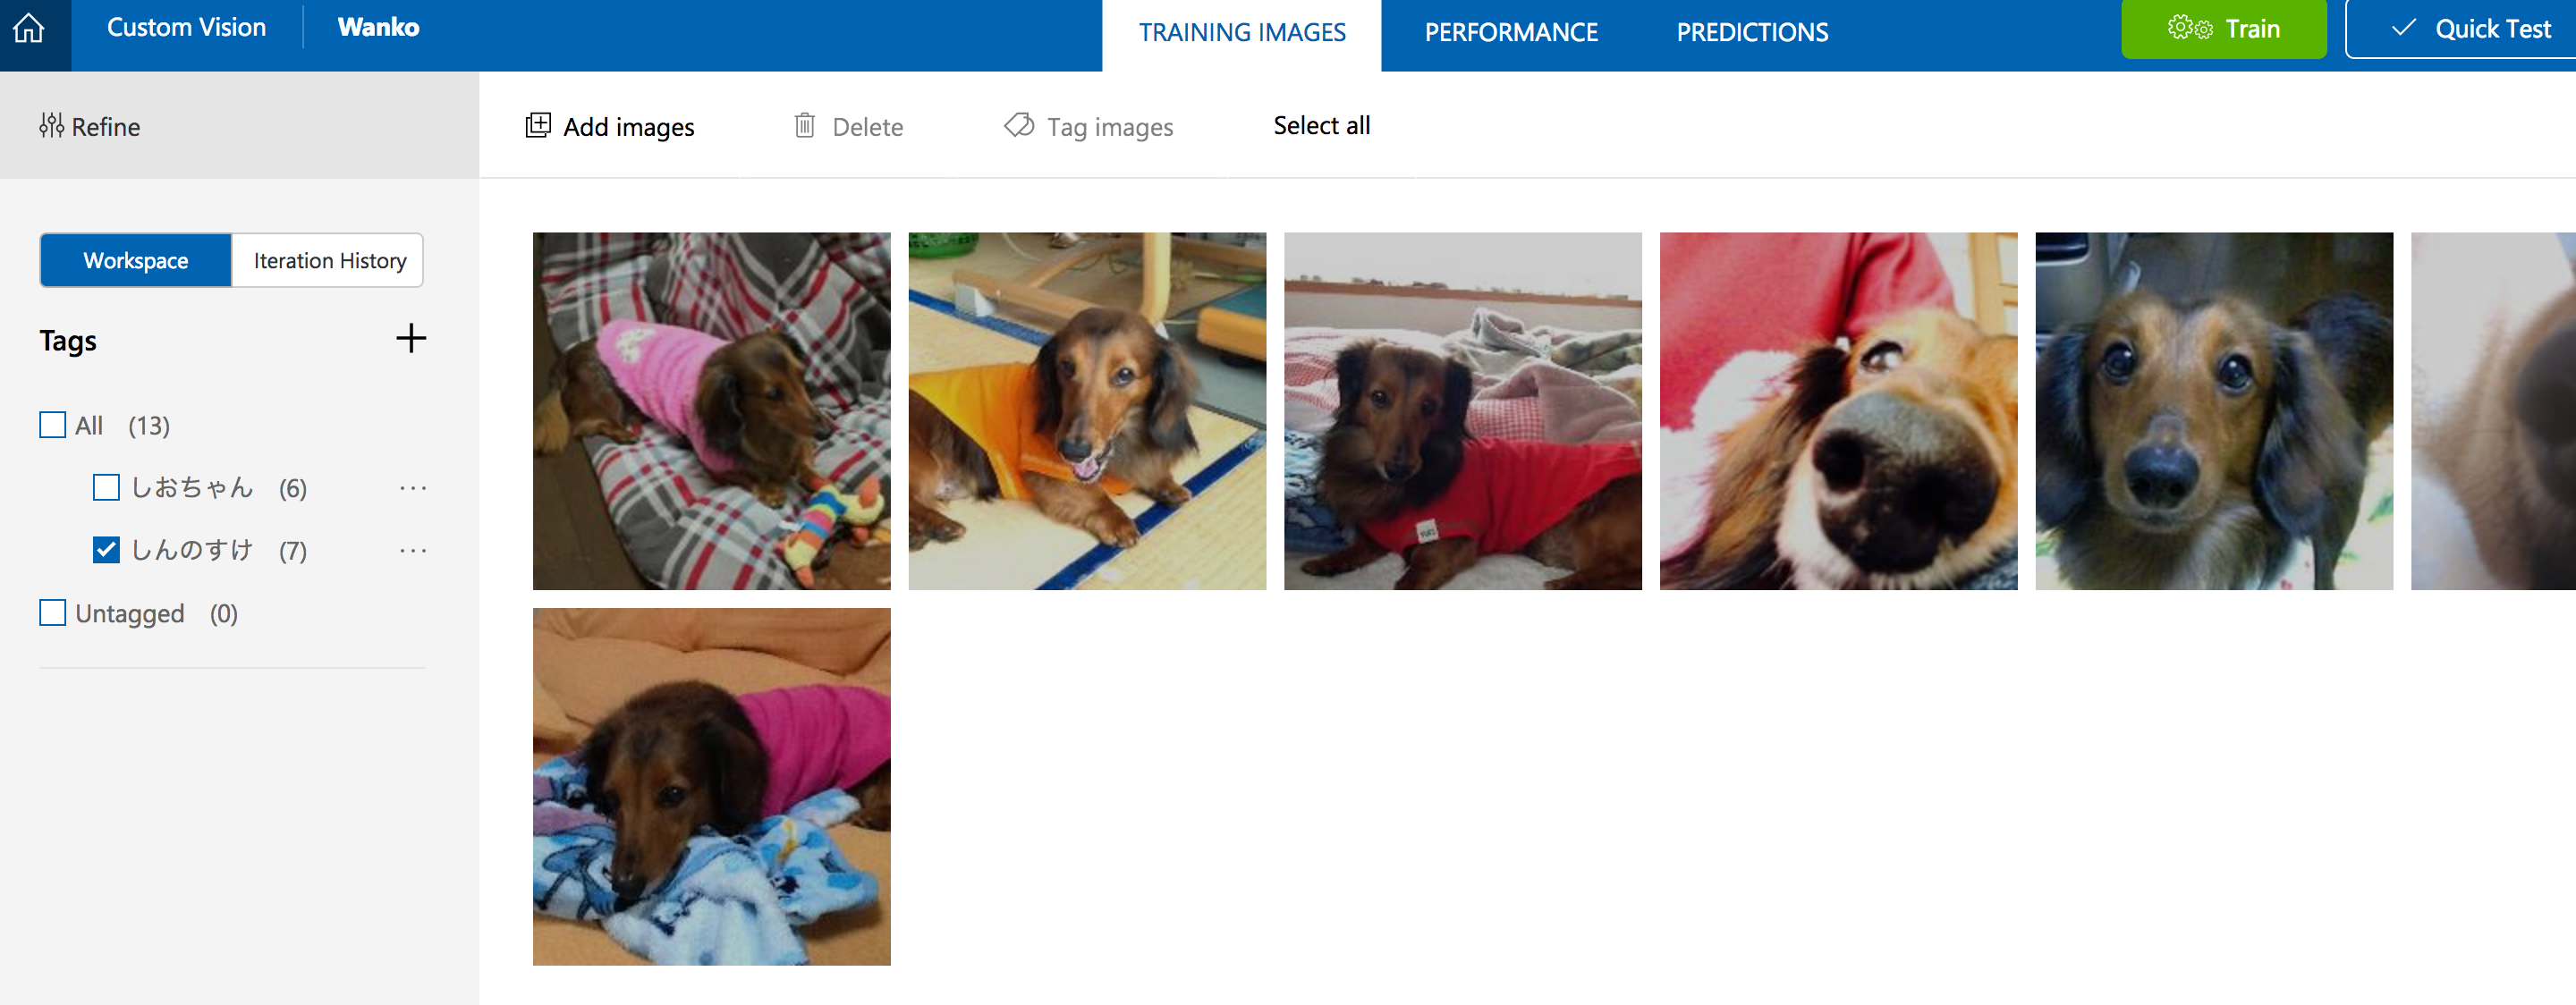 Custom Vision
Wanko
TRAINING IMAGES
PERFORMANCE
PREDICTIONS
Train
Quick Test
Refine
Add images
Delete
Tag images
Select all
Workspace
Iteration History
Tags
All (13)
しおちゃん (6)
しんのすけ (7)
Untagged (0)